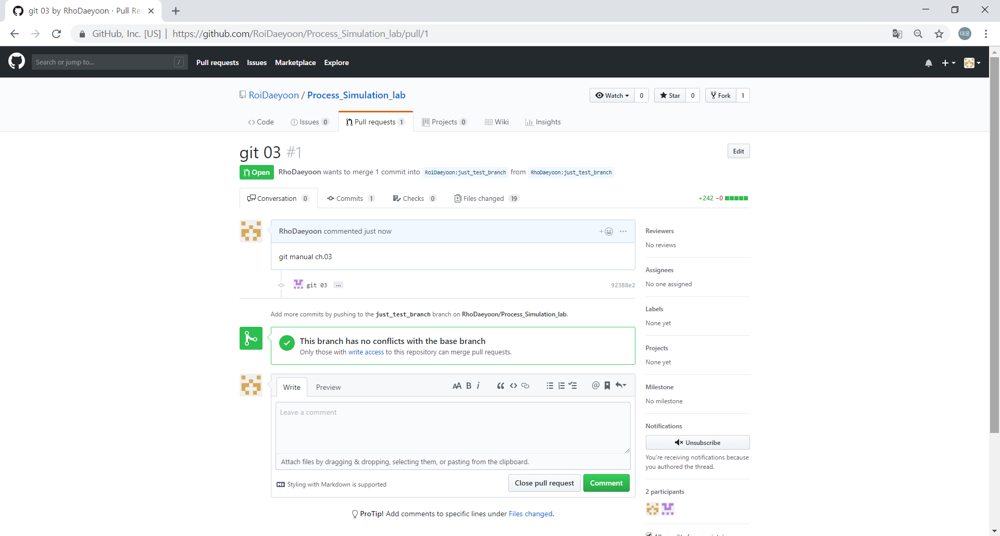 git 03 by RhoDaeyoon · Pull Re
GitHub, Inc. [US] | https://github.com/RoiDaeyoon/Process_Simulation_lab/pull/1
대윤
Search or jump to... /
Pull requests Issues Marketplace Explore
RoiDaeyoon / Process_Simulation_lab
Watch 0 Star 0 Fork 1
Code Issues 0 Pull requests 1 Projects 0 Wiki Insights
git 03 #1
Edit
Open RhoDaeyoon wants to merge 1 commit into RoiDaeyoon:just_test_branch from RhoDaeyoon:just_test_branch
Conversation 0 Commits 1 Checks 0 Files changed 19 +242 −0
RhoDaeyoon commented just now
git manual ch.03
git 03 ... 92388e2
Add more commits by pushing to the just_test_branch branch on RhoDaeyoon/Process_Simulation_lab.
This branch has no conflicts with the base branch
Only those with write access to this repository can merge pull requests.
Write Preview AA B i
Leave a comment
Attach files by dragging & dropping, selecting them, or pasting from the clipboard.
Styling with Markdown is supported
Close pull request Comment
ProTip! Add comments to specific lines under Files changed.
Reviewers
No reviews
Assignees
No one assigned
Labels
None yet
Projects
None yet
Milestone
No milestone
Notifications
Unsubscribe
You're receiving notifications because
you authored the thread.
2 participants